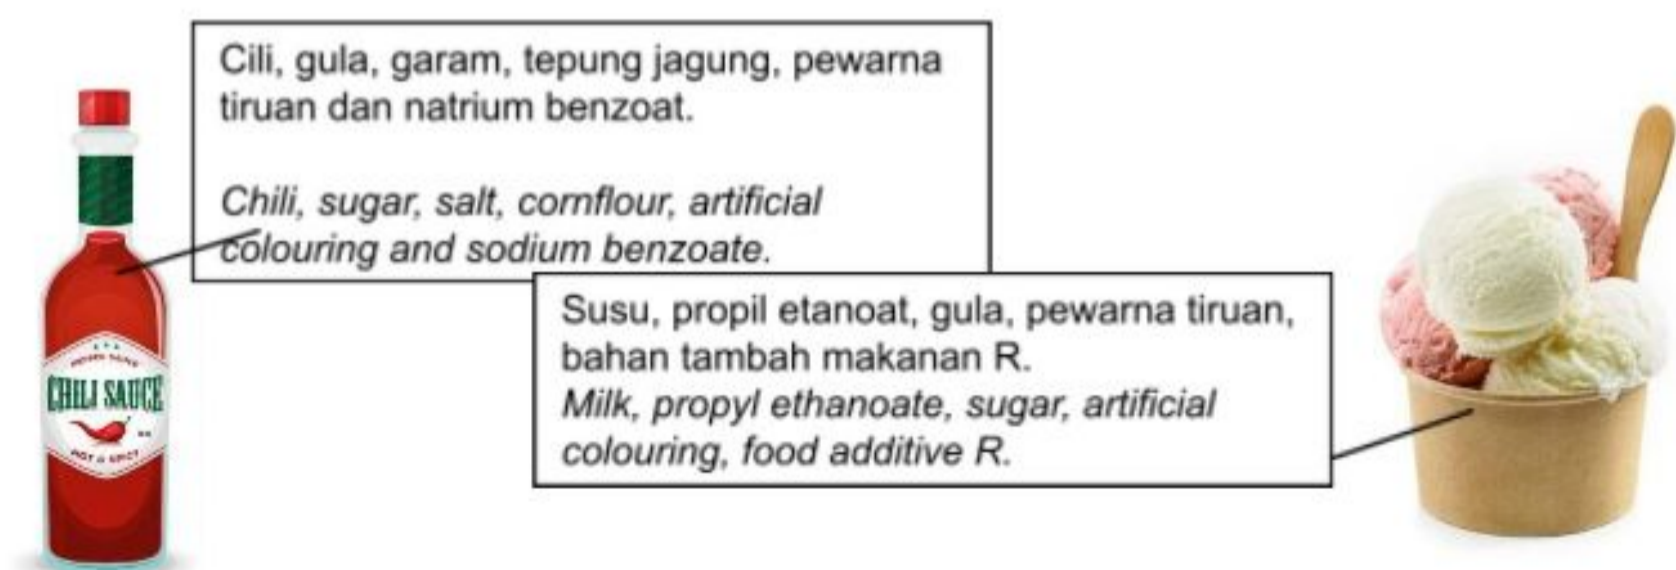 Cili, gula, garam, tepung jagung, pewarna
tiruan dan natrium benzoat.
Chili, sugar, salt, cornflour, artificial
colouring and sodium benzoate.
Susu, propil etanoat, gula, pewarna tiruan,
bahan tambah makanan R.
Milk, propyl ethanoate, sugar, artificial
colouring, food additive R.
CHILI SAUCE
HOT & SPICY